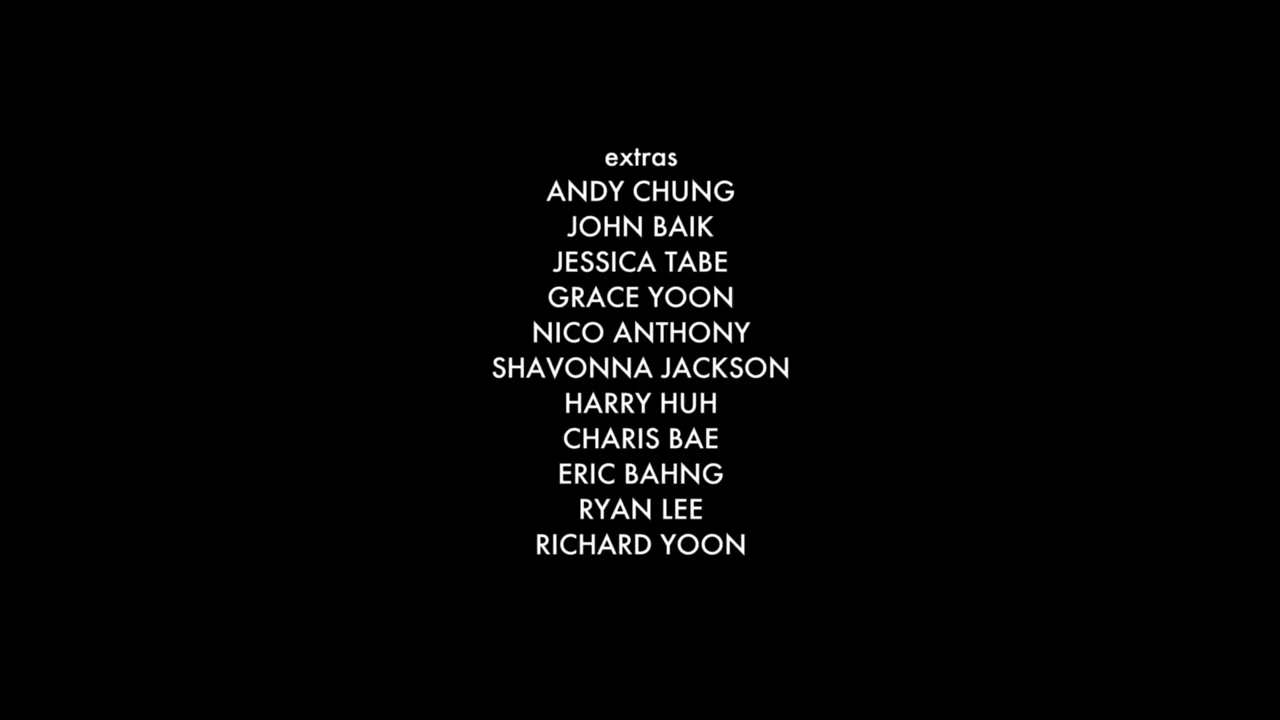 extras
ANDY CHUNG
JOHN BAIK
JESSICA TABE
GRACE YOON
NICO ANTHONY
SHAVONNA JACKSON
HARRY HUH
CHARIS BAE
ERIC BAHNG
RYAN LEE
RICHARD YOON